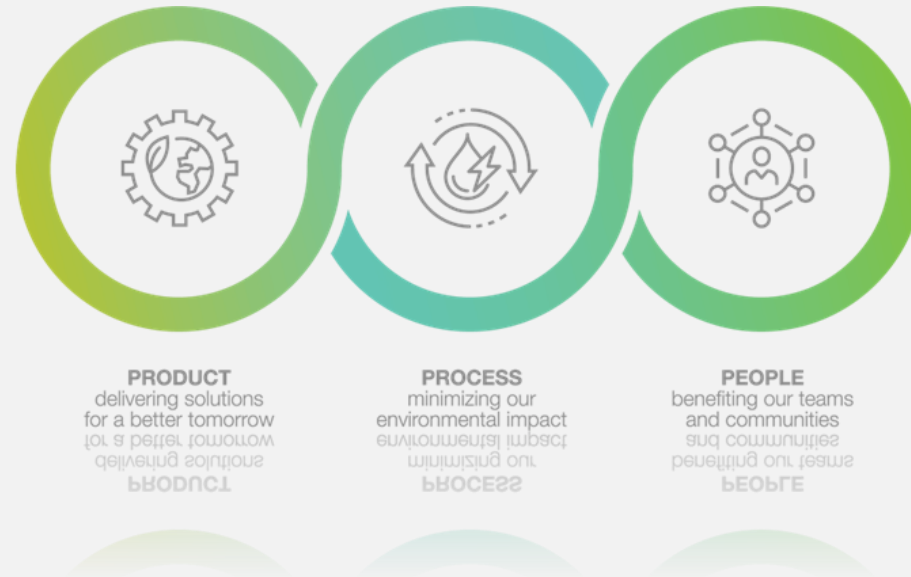 PRODUCT
delivering solutions
for a better tomorrow
PROCESS
minimizing our
environmental impact
PEOPLE
benefiting our teams
and communities